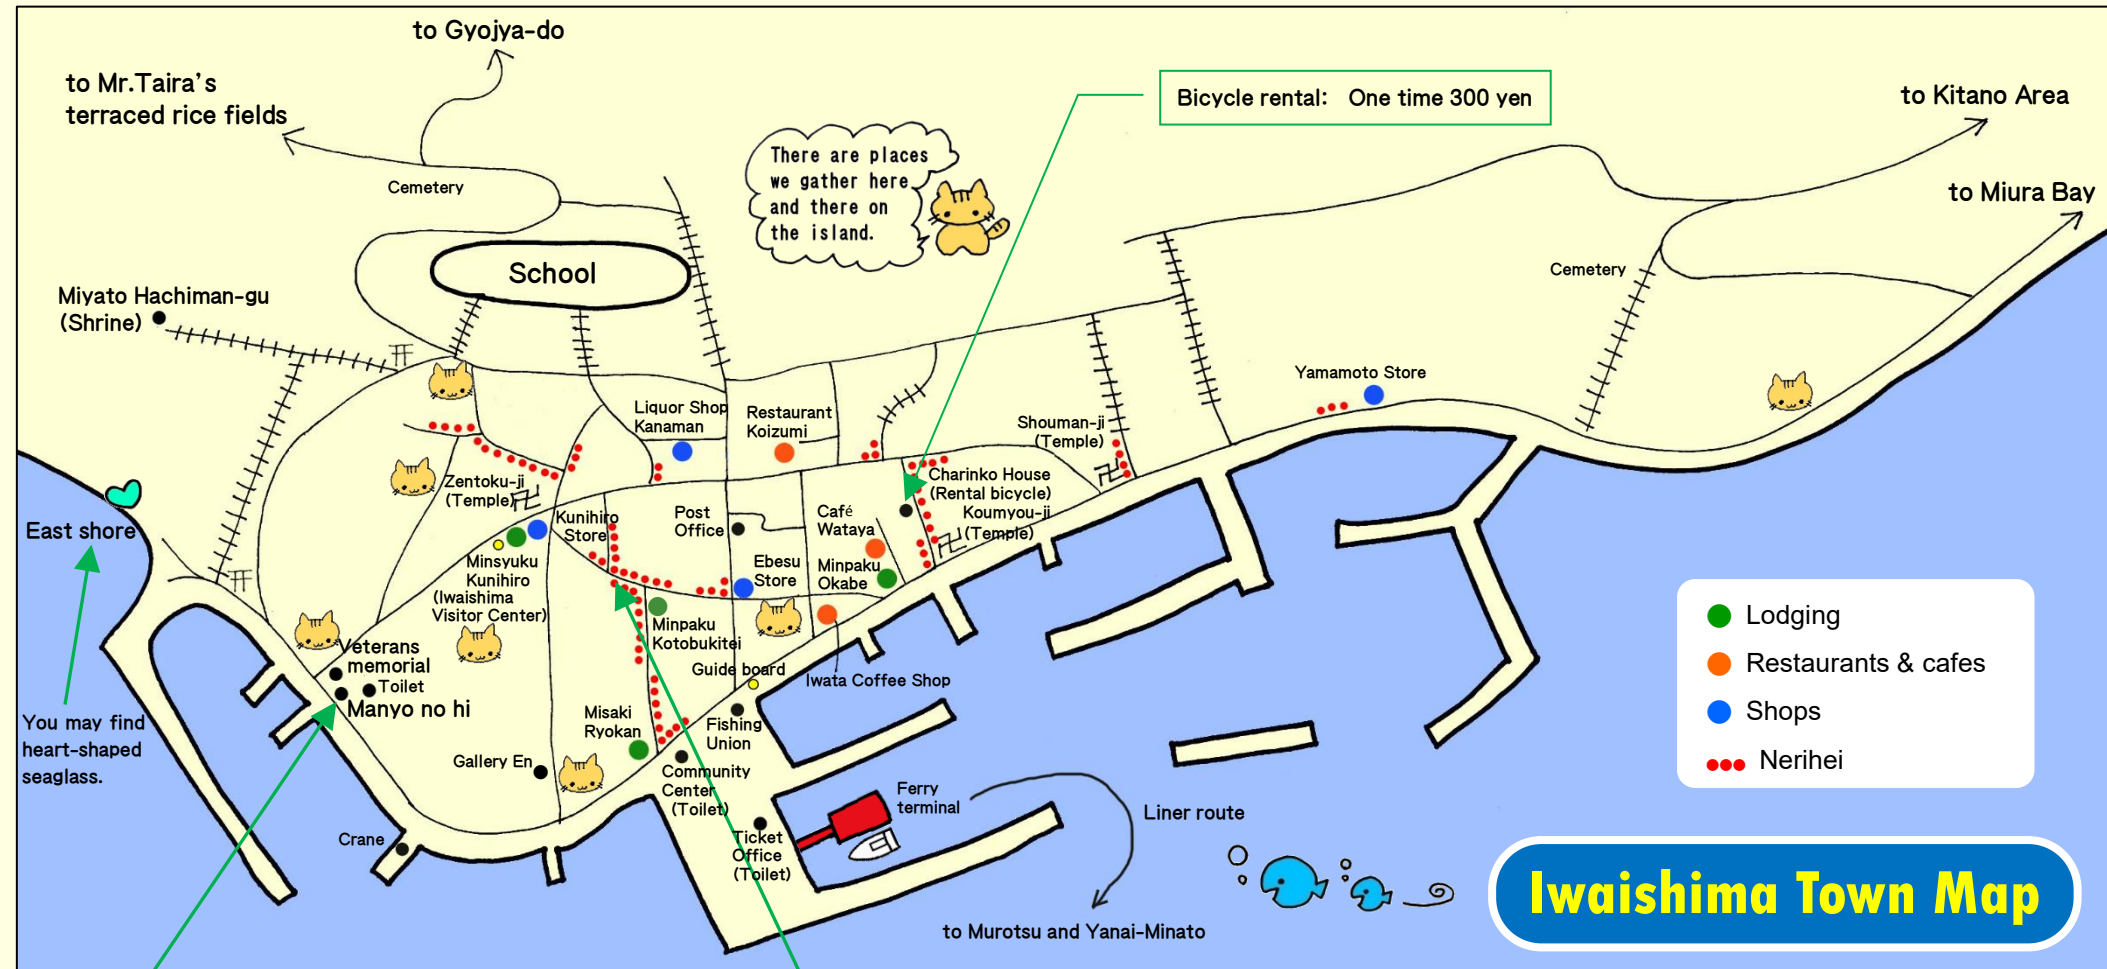 to Gyojya-do
to Mr.Taira's
terraced rice fields
Bicycle rental: One time 300 yen
to Kitano Area
There are places
we gather here
and there on
the island.
Cemetery
to Miura Bay
School
Cemetery
Miyato Hachiman-gu
(Shrine)
Yamamoto Store
Liquor Shop
Kanaman
Restaurant
Koizumi
Shouman-ji
(Temple)
Zentoku-ji
(Temple)
Charinko House
(Rental bicycle)
Koumyou-ji
(Temple)
Kunihiro
Store
Post
Office
Café
Wataya
East shore
Minsyuku
Kunihiro
(Iwaishima
Visitor Center)
Ebesu
Store
Minpaku
Okabe
Minpaku
Kotobukitei
Veterans
memorial
Toilet
Manyo no hi
Guide board
Iwata Coffee Shop
You may find
heart-shaped
seaglass.
Misaki
Ryokan
Fishing
Union
Gallery En
Community
Center
(Toilet)
Ferry
terminal
Liner route
Crane
Ticket
Office
(Toilet)
to Murotsu and Yanai-Minato
Lodging
Restaurants & cafes
Shops
Nerihei
Iwaishima Town Map